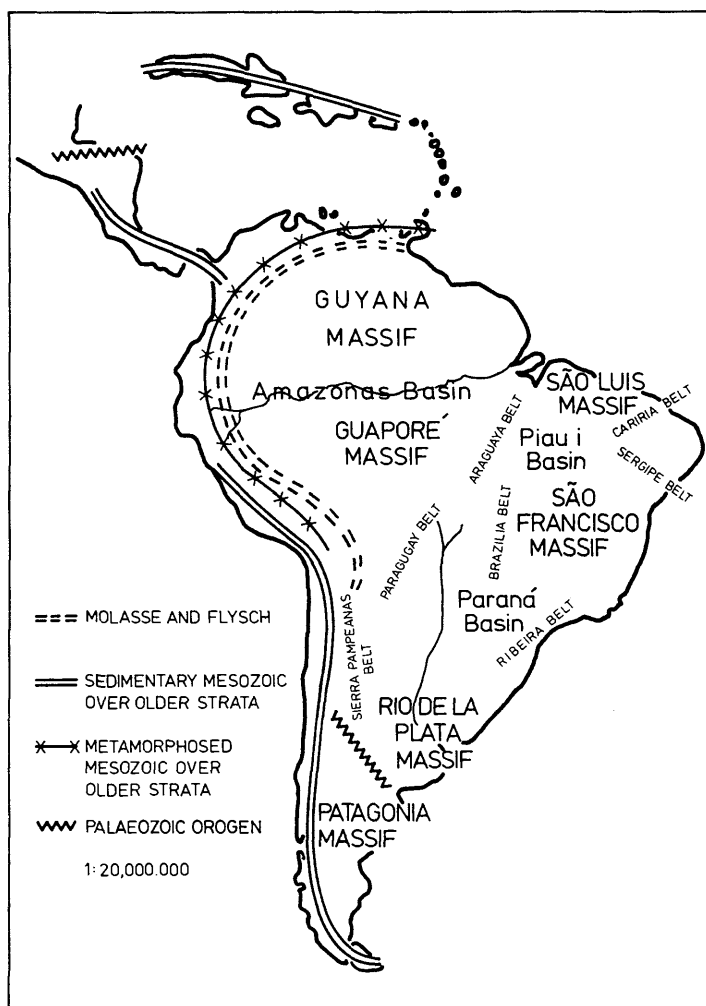 GUYANA
MASSIF
Amazonas Basin
SÃO LUIS
MASSIF
CARIRIA BELT
GUAPORÉ
MASSIF
ARAGUAYA BELT
Piau i
Basin
SERGIPE BELT
SÃO
FRANCISCO
MASSIF
BRAZILIA BELT
PARAGUGAY BELT
Paraná
Basin
RIBEIRA BELT
SIERRA PAMPEANAS
BELT
RIO DE LA
PLATA
MASSIF
PATAGONIA
MASSIF
MOLASSE AND FLYSCH
SEDIMENTARY MESOZOIC
OVER OLDER STRATA
METAMORPHOSED
MESOZOIC OVER
OLDER STRATA
PALAEOZOIC OROGEN
1:20,000.000